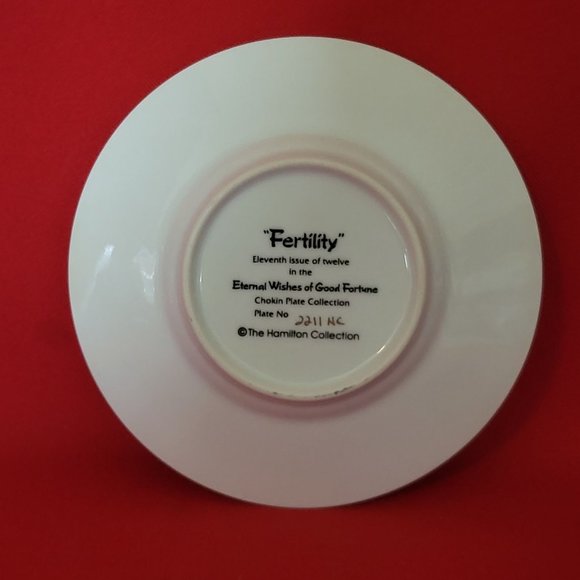 "Fertility"
Eleventh issue of twelve
in the
Eternal Wishes of Good Fortune
Chokin Plate Collection
Plate No 2211 NC
©The Hamilton Collection